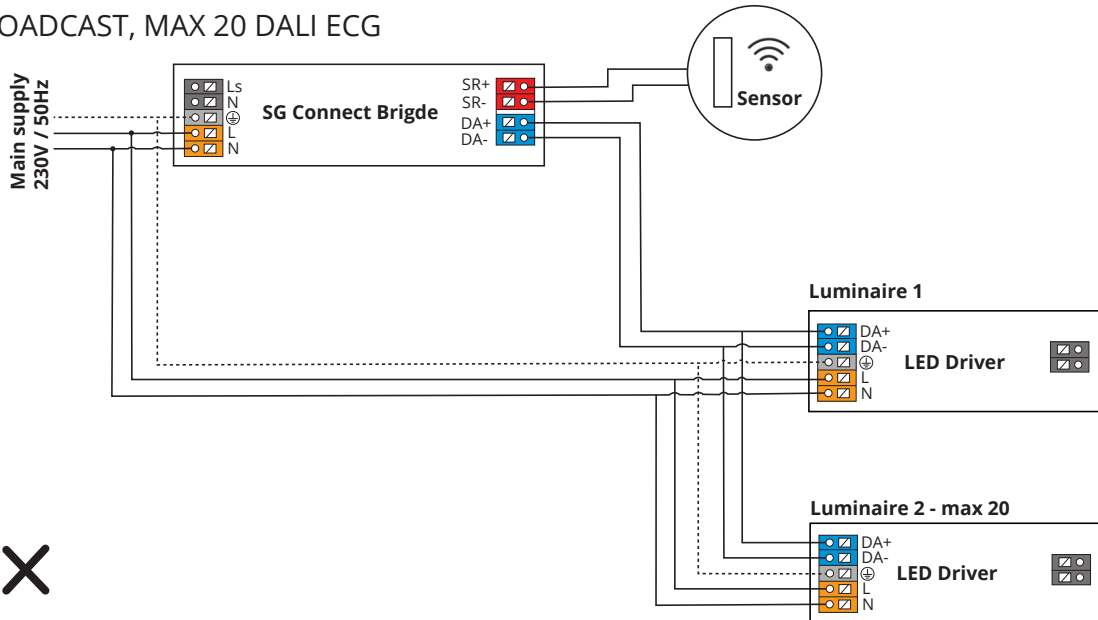 OADCAST, MAX 20 DALI ECG
Main supply
230V / 50Hz
Ls
N
L
N
SG Connect Brigde
SR+
SR-
DA+
DA-
Sensor
Luminaire 1
DA+
DA-
L
N
LED Driver
Luminaire 2 - max 20
DA+
DA-
L
N
LED Driver